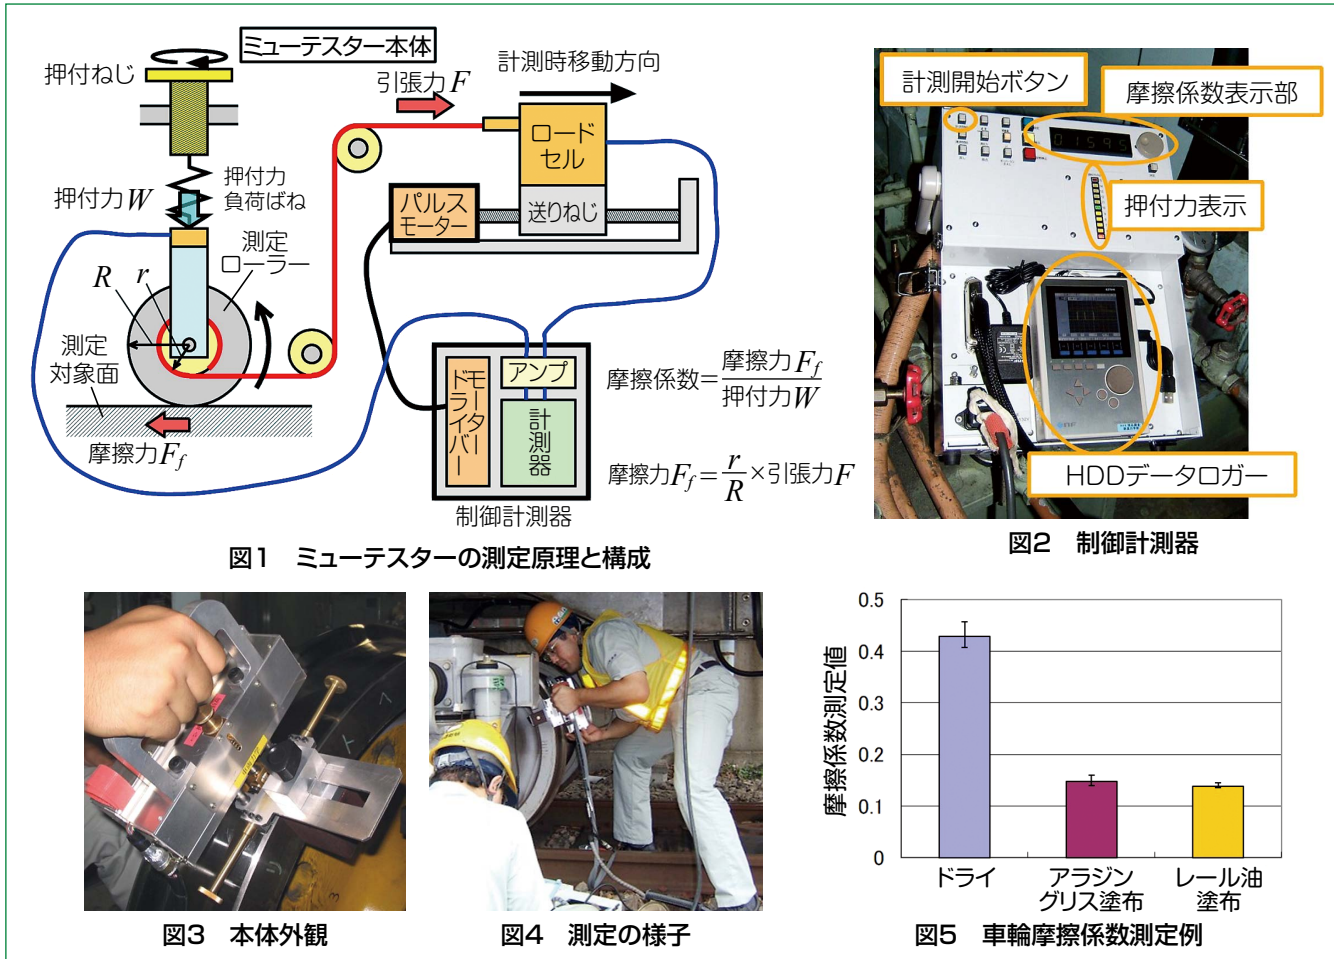 ミューテスター本体
押付ねじ
引張力F
計測時移動方向
ロード
セル
押付力W
押付力
負荷ばね
パルス
モーター
送りねじ
測定
ローラー
R
r
測定
対象面
摩擦力Ff
モーター
ドライバー
アンプ
計測器
制御計測器
摩擦係数=摩擦力Ff/押付力W
摩擦力Ff=r/R×引張力F
図1 ミューテスターの測定原理と構成
計測開始ボタン
摩擦係数表示部
01595
押付力表示
HDDデータロガー
図2 制御計測器
図3 本体外観
図4 測定の様子
摩擦係数測定値
0.5
0.4
0.3
0.2
0.1
0
ドライ
アラジン
グリス塗布
レール油
塗布
図5 車輪摩擦係数測定例